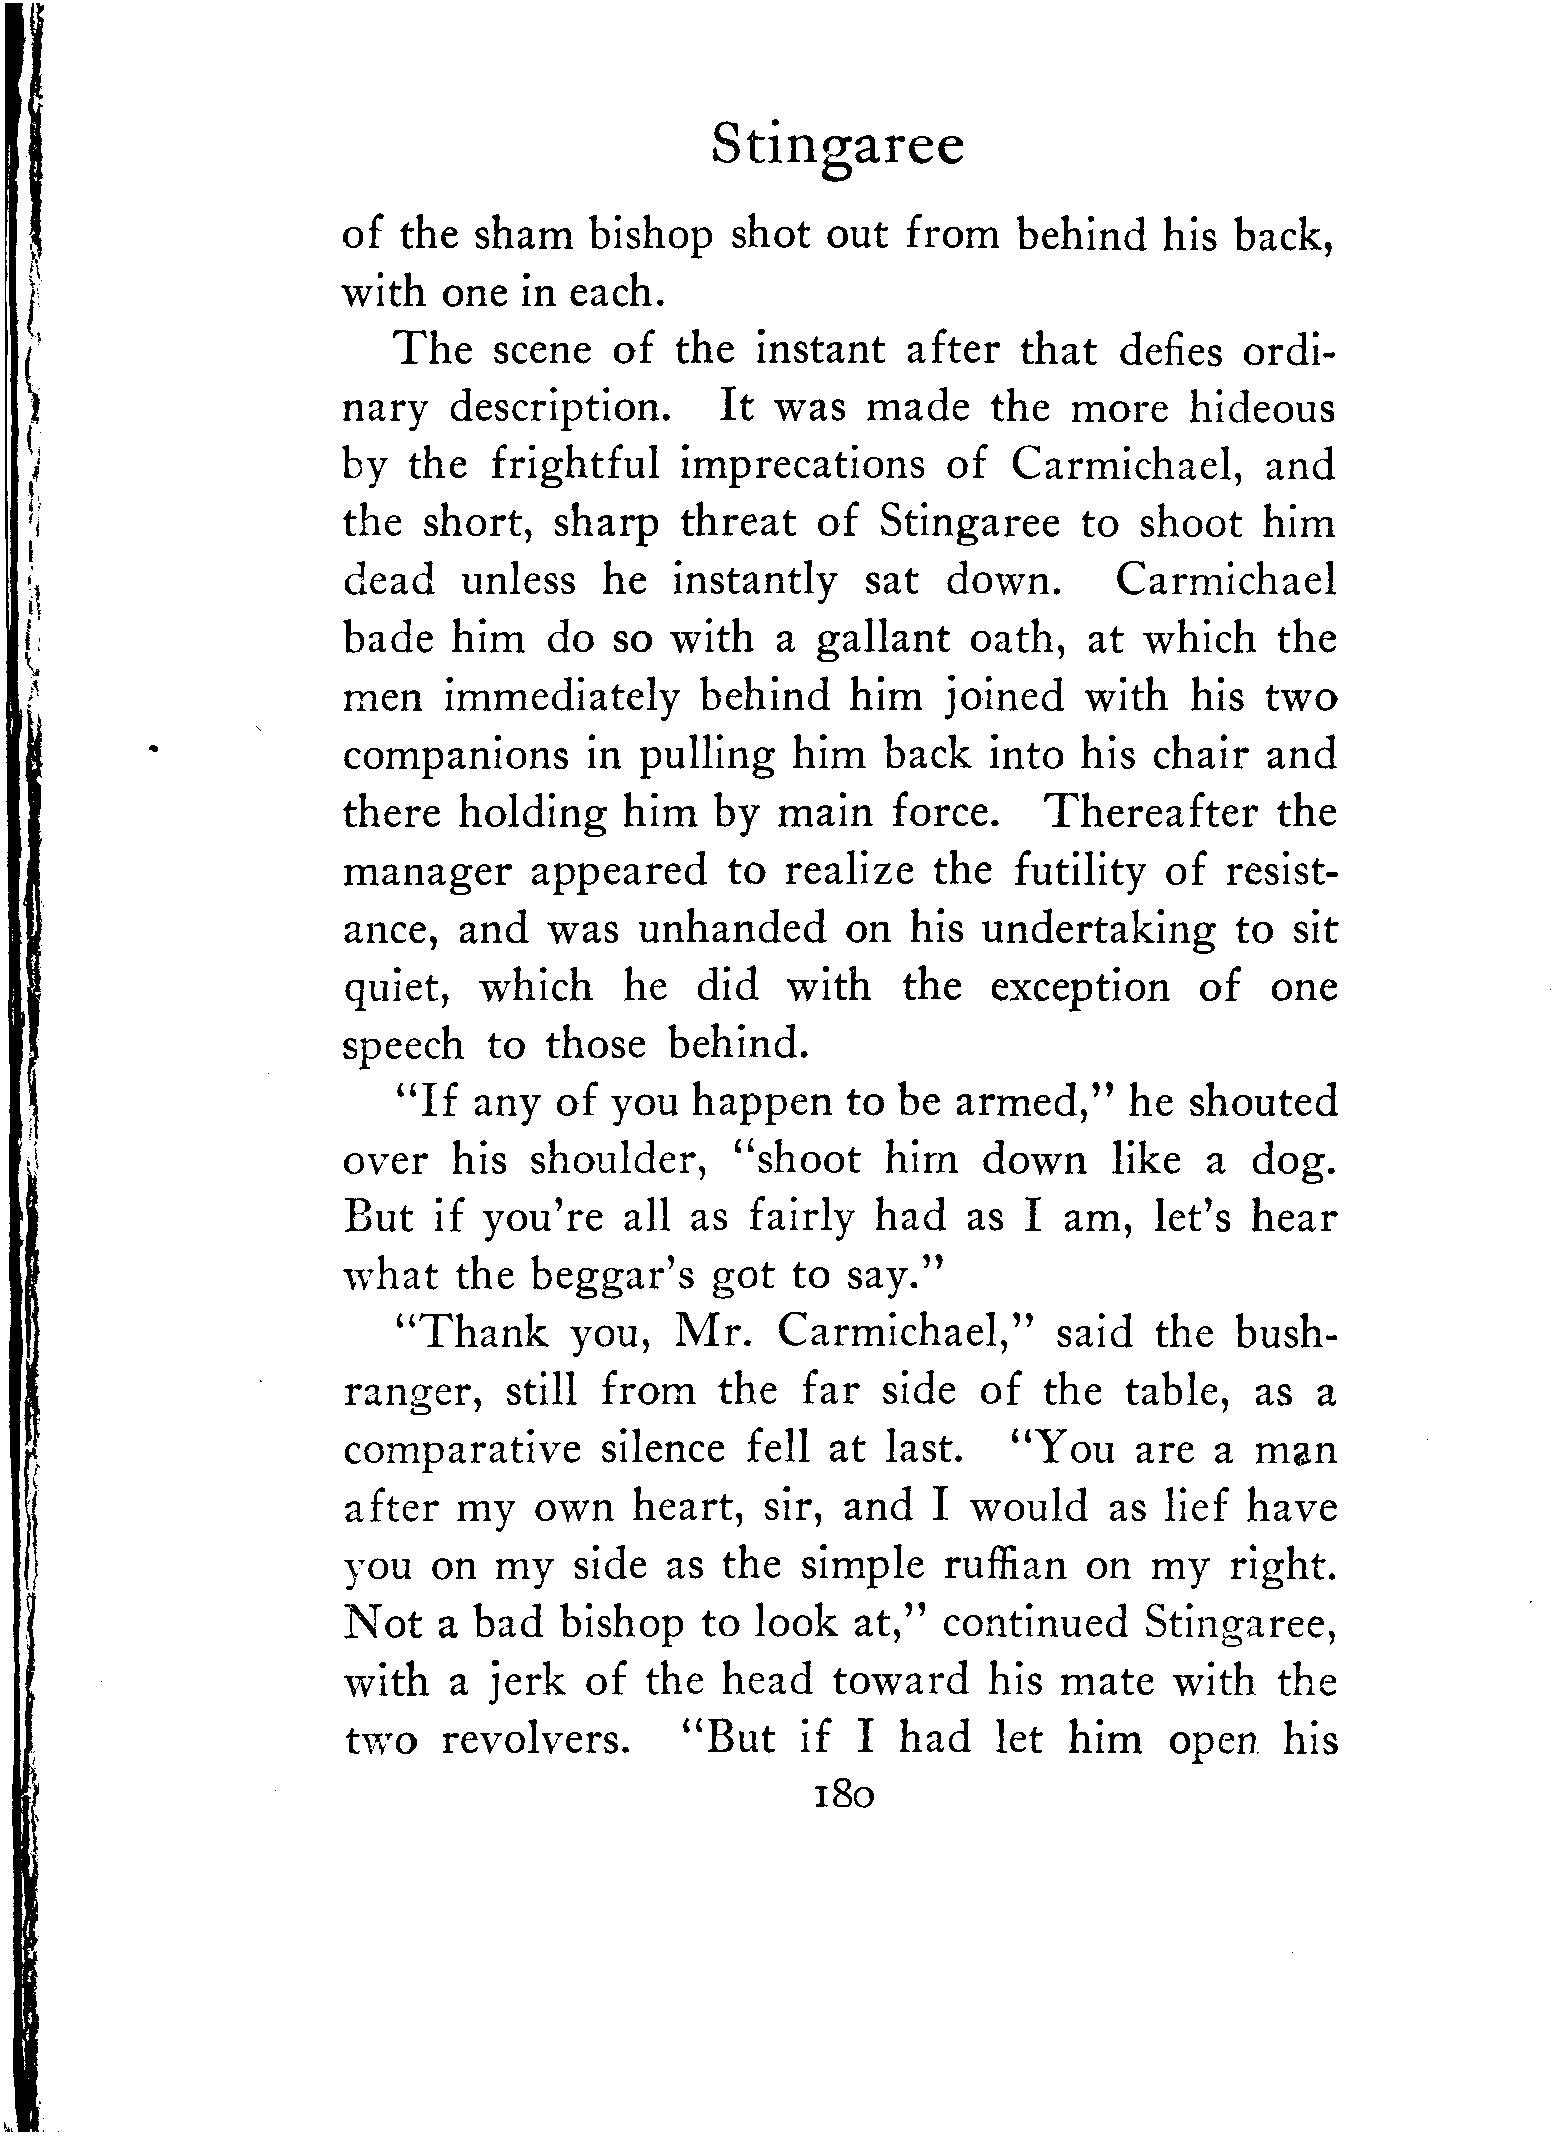 Stingaree
of the sham bishop shot out from behind his back,
with one in each.
The scene of the instant after that defies ordi-
nary description. It was made the more hideous
by the frightful imprecations of Carmichael, and
the short, sharp threat of Stingaree to shoot him
dead unless he instantly sat down. Carmichael
bade him do so with a gallant oath, at which the
men immediately behind him joined with his two
companions in pulling him back into his chair and
there holding him by main force. Thereafter the
manager appeared to realize the futility of resist-
ance, and was unhanded on his undertaking to sit
quiet, which he did with the exception of one
speech to those behind.
"If any of you happen to be armed," he shouted
over his shoulder, "shoot him down like a dog.
But if you're all as fairly had as I am, let's hear
what the beggar's got to say."
"Thank you, Mr. Carmichael," said the bush-
ranger, still from the far side of the table, as a
comparative silence fell at last. "You are a man
after my own heart, sir, and I would as lief have
you on my side as the simple ruffian on my right.
Not a bad bishop to look at," continued Stingaree,
with a jerk of the head toward his mate with the
two revolvers. "But if I had let him open his
180